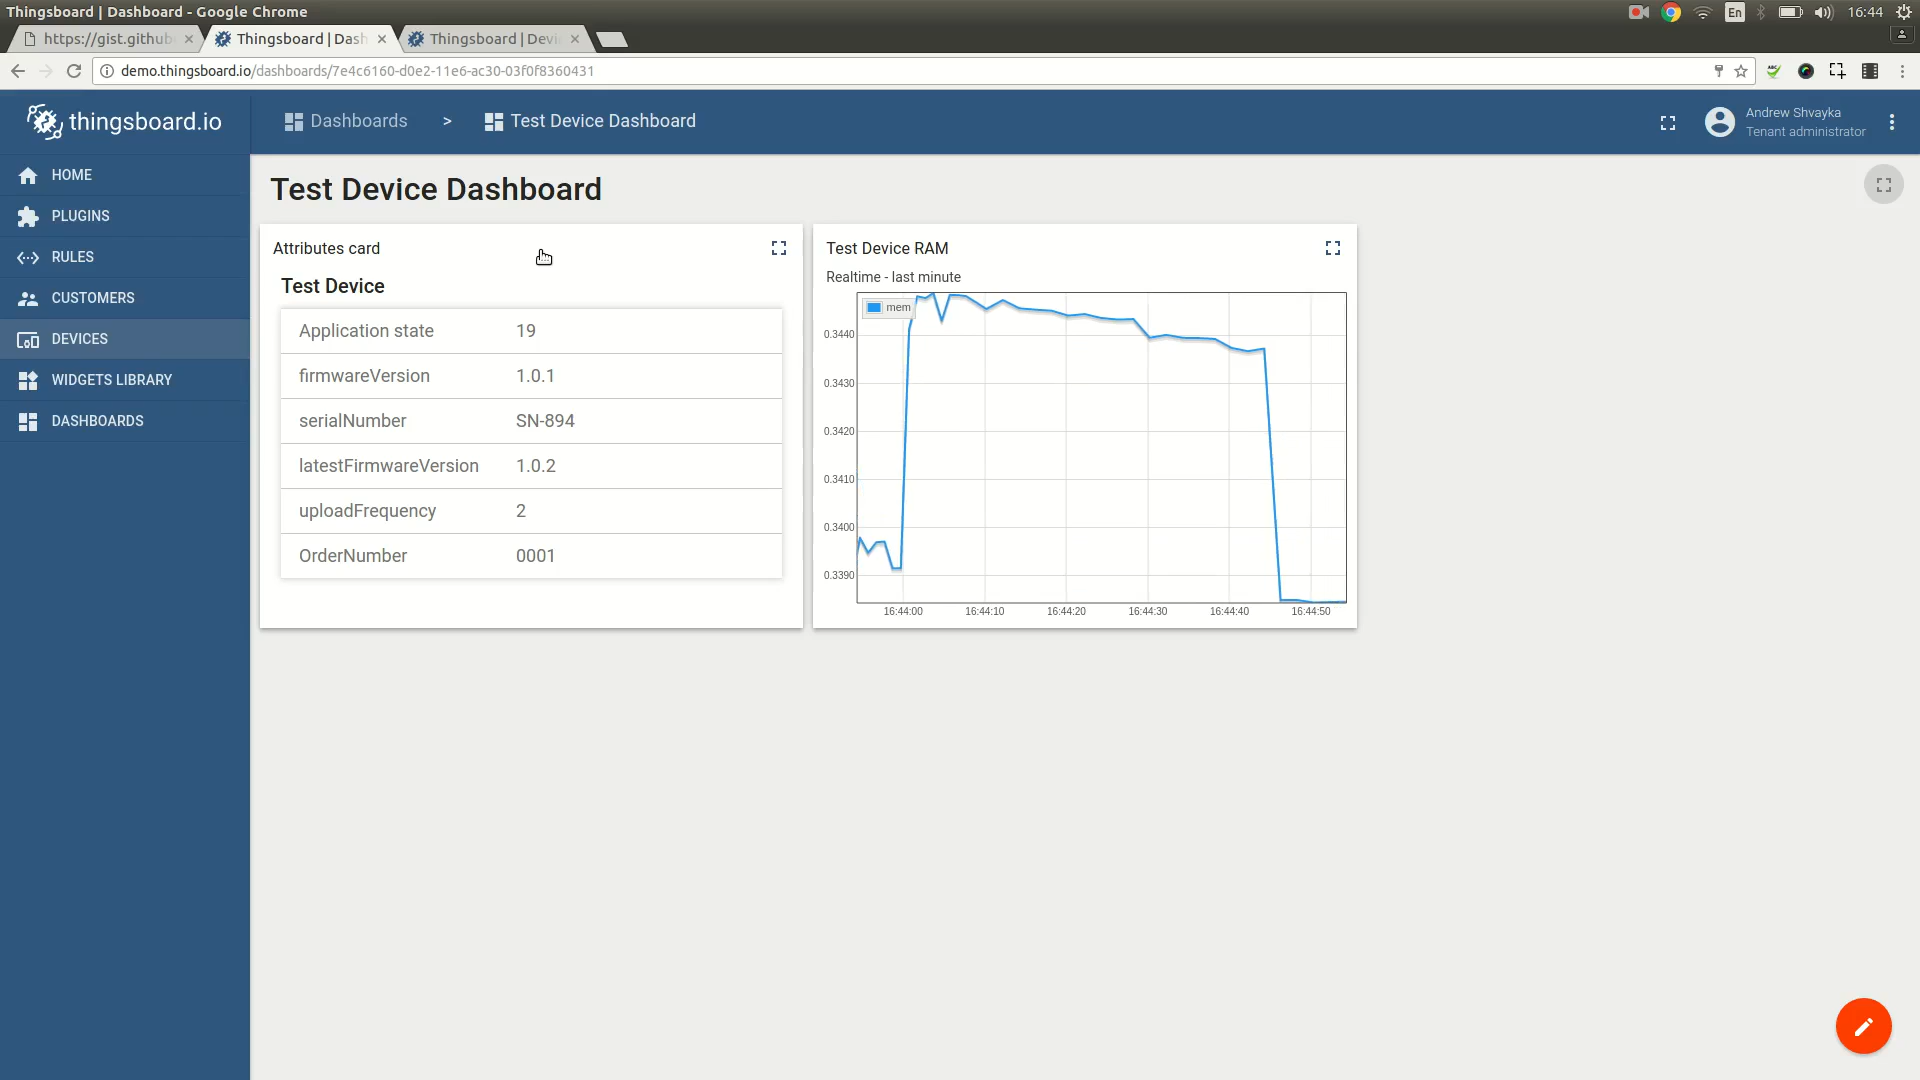 Thingsboard | Dashboard - Google Chrome
En
16:44
https://gist.github
Thingsboard | Dash
Thingsboard | Devi
demo.thingsboard.io/dashboards/7e4c6160-d0e2-11e6-ac30-03f0f8360431
thingsboard.io
Dashboards > Test Device Dashboard
Andrew Shvayka
Tenant administrator
HOME
PLUGINS
RULES
CUSTOMERS
DEVICES
WIDGETS LIBRARY
DASHBOARDS
Test Device Dashboard
Attributes card
Test Device
Application state 19
firmwareVersion 1.0.1
serialNumber SN-894
latestFirmwareVersion 1.0.2
uploadFrequency 2
OrderNumber 0001
Test Device RAM
Realtime - last minute
mem
0.3440
0.3430
0.3420
0.3410
0.3400
0.3390
16:44:00 16:44:10 16:44:20 16:44:30 16:44:40 16:44:50